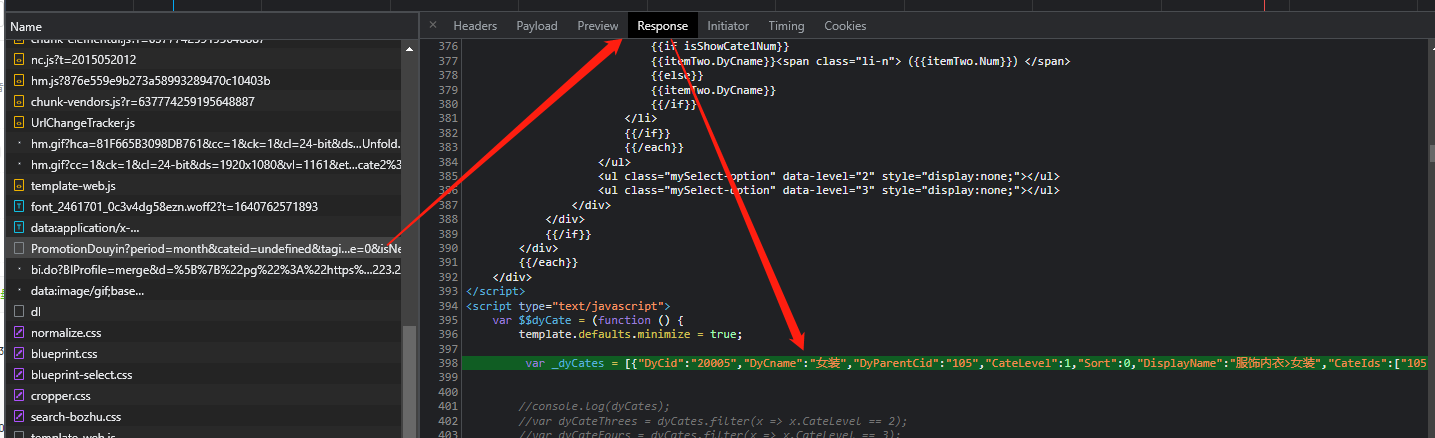 Name
nc.js?t=2015052012
hm.js?876e559e9b273a58993289470c10403b
chunk-vendors.js?r=637774259195648887
UrlChangeTracker.js
hm.gif?hca=81F665B3098DB761&cc=1&ck=1&cl=24-bit&ds...Unfold.
hm.gif?cc=1&ck=1&cl=24-bit&ds=1920x1080&vl=1161&et...cate2%3
template-web.js
font_2461701_0c3v4dg58ezn.woff2?t=1640762571893
data:application/x-...
PromotionDouyin?period=month&cateid=undefined&tagi...e=0&isNe
bi.do?BIProfile=merge&d=%5B%7B%22pg%22%3A%22https%...223.2
data:image/gif;base...
dl
normalize.css
blueprint.css
blueprint-select.css
cropper.css
search-bozhu.css
template-web.js
× Headers Payload Preview Response Initiator Timing Cookies
376 {{if isShowCate1Num}}
377 {{itemTwo.DyCname}}<span class="li-n"> ({{itemTwo.Num}}) </span>
378 {{else}}
379 {{itemTwo.DyCname}}
380 {{/if}}
381 </li>
382 {{/if}}
383 {{/each}}
384 </ul>
385 <ul class="mySelect-option" data-level="2" style="display:none;"></ul>
386 <ul class="mySelect-option" data-level="3" style="display:none;"></ul>
387 </div>
388 </div>
389 {{/if}}
390 </div>
391 {{/each}}
392 </div>
393 </script>
394 <script type="text/javascript">
395 var $$dyCate = (function () {
396 template.defaults.minimize = true;
397
398 var _dyCates = [{"DyCid":"20005","DyCname":"女装","DyParentCid":"105","CateLevel":1,"Sort":0,"DisplayName":"服饰内衣>女装","CateIds":["105
399
400
401 //console.log(dyCates);
402 //var dyCateThrees = dyCates.filter(x => x.CateLevel == 2);
403 //var dyCateFours = dyCates.filter(x => x.CateLevel == 3);